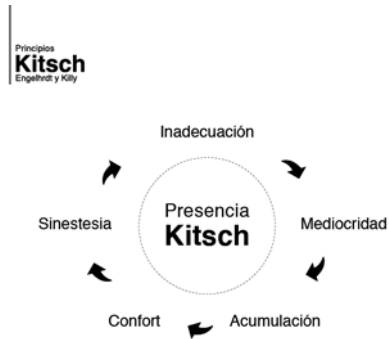 Principios
Kitsch
Engelhrdt y Killy
Inadecuación
Sinestesia
Presencia
Kitsch
Mediocridad
Confort
Acumulación